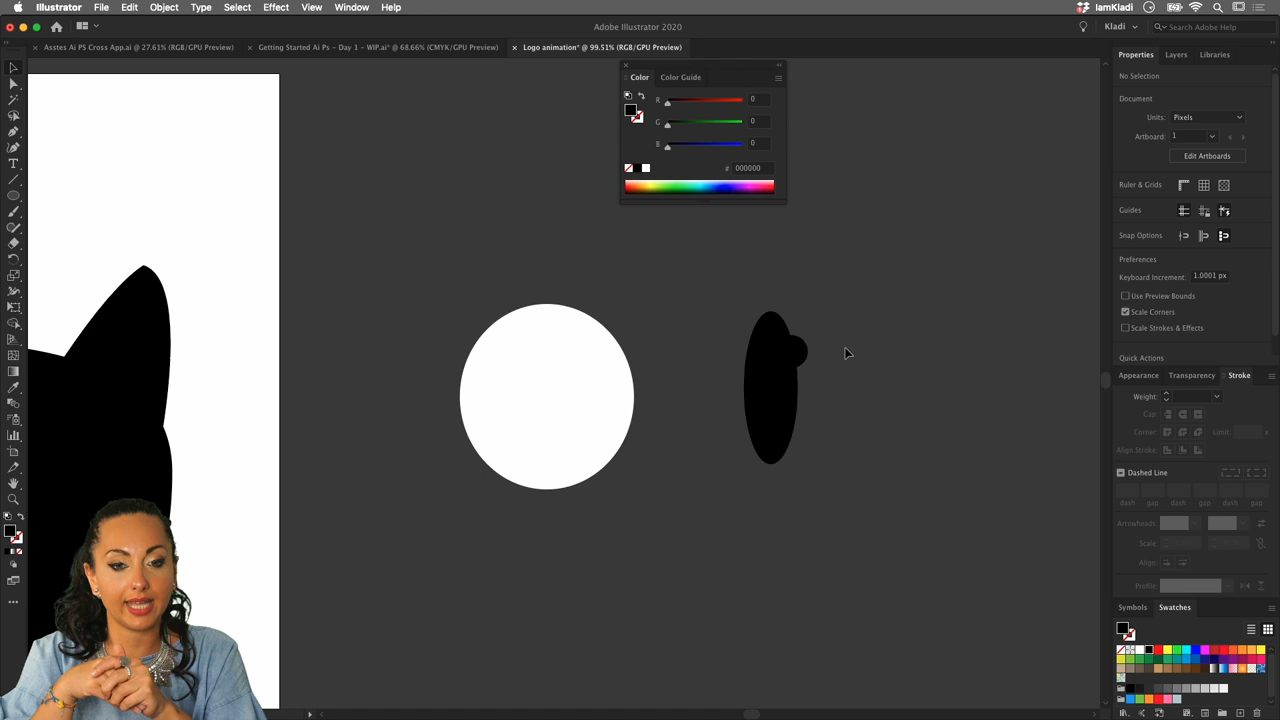 Illustrator File Edit Object Type Select Effect View Window Help IamKladi
Adobe Illustrator 2020
Kladi Search Adobe Help
Asstes Ai PS Cross App.ai @ 27.61% (RGB/GPU Preview) Getting Started Ai Ps - Day 1 - WIP.ai* @ 68.66% (CMYK/GPU Preview) Logo animation* @ 99.51% (RGB/GPU Preview)
Color Color Guide
R 0
G 0
B 0
# 000000
Properties Layers Libraries
No Selection
Document
Units: Pixels
Artboard: 1
Edit Artboards
Ruler & Grids
Guides
Snap Options
Preferences
Keyboard Increment: 1.0001 px
Use Preview Bounds
Scale Corners
Scale Strokes & Effects
Quick Actions
Appearance Transparency Stroke
Weight:
Cap:
Corner: Limit:
Align Stroke:
Dashed Line
dash gap dash gap dash gap
Arrowheads:
Scale:
Align:
Profile:
Symbols Swatches